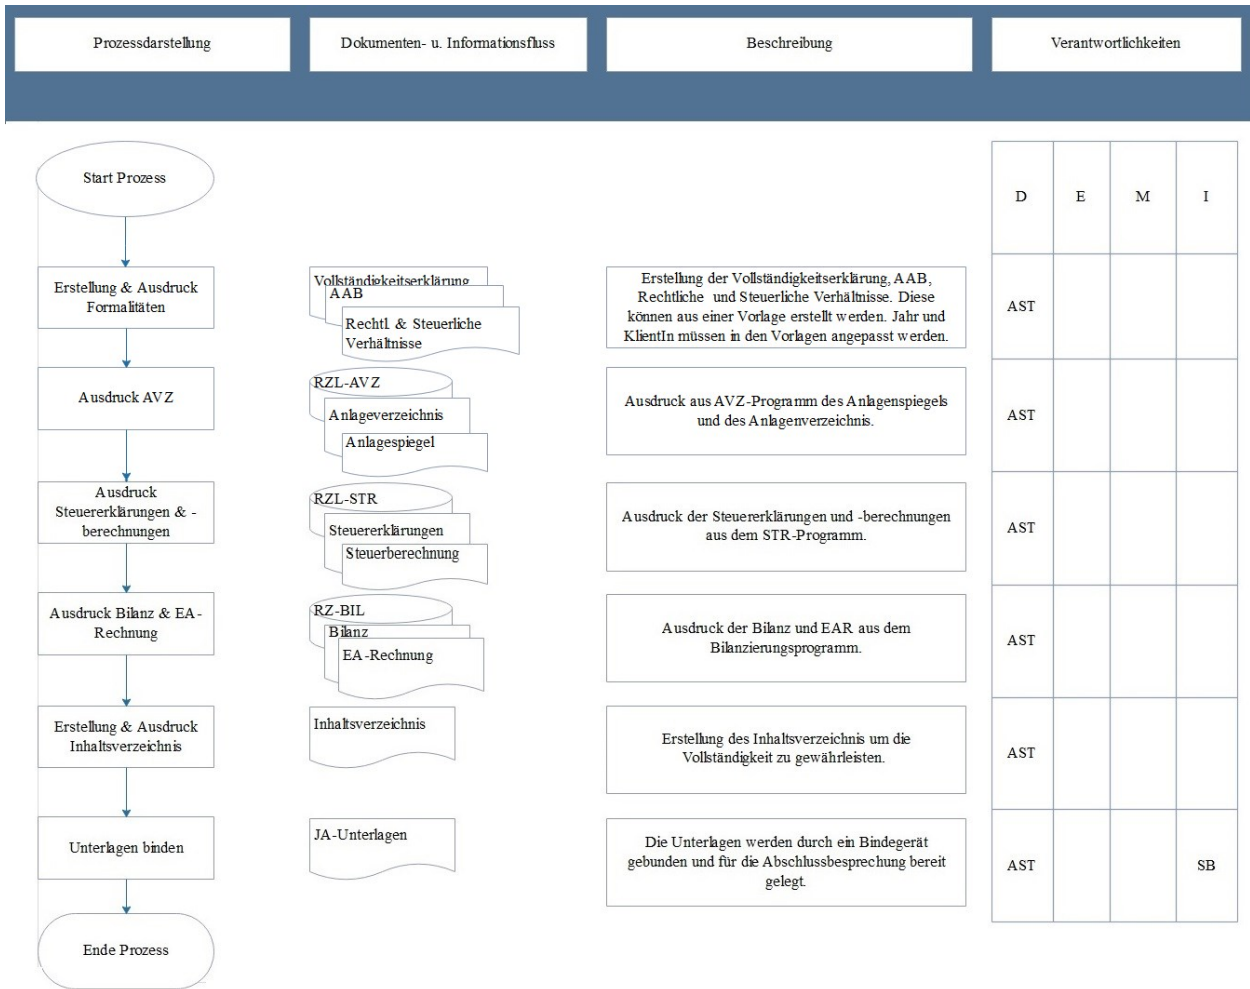 Prozessdarstellung
Dokumenten- u. Informationsfluss
Beschreibung
Verantwortlichkeiten
Start Prozess
D
E
M
I
Erstellung & Ausdruck
Formalitäten
Vollständigkeitserklärung
AAB
Rechtl. & Steuerliche
Verhältnisse
Erstellung der Vollständigkeitserklärung, AAB,
Rechtliche und Steuerliche Verhältnisse. Diese
können aus einer Vorlage erstellt werden. Jahr und
KlientIn müssen in den Vorlagen angepasst werden.
AST
Ausdruck AVZ
RZL-AVZ
Anlageverzeichnis
Anlagespiegel
Ausdruck aus AVZ-Programm des Anlagenspiegels
und des Anlagenverzeichnis.
AST
Ausdruck
Steuererklärungen & -
berechnungen
RZL-STR
Steuererklärungen
Steuerberechnung
Ausdruck der Steuererklärungen und -berechnungen
aus dem STR-Programm.
AST
Ausdruck Bilanz & EA-
Rechnung
RZ-BIL
Bilanz
EA-Rechnung
Ausdruck der Bilanz und EAR aus dem
Bilanzierungsprogramm.
AST
Erstellung & Ausdruck
Inhaltsverzeichnis
Inhaltsverzeichnis
Erstellung des Inhaltsverzeichnis um die
Vollständigkeit zu gewährleisten.
AST
Unterlagen binden
JA-Unterlagen
Die Unterlagen werden durch ein Bindegerät
gebunden und für die Abschlussbesprechung bereit
gelegt.
AST
SB
Ende Prozess